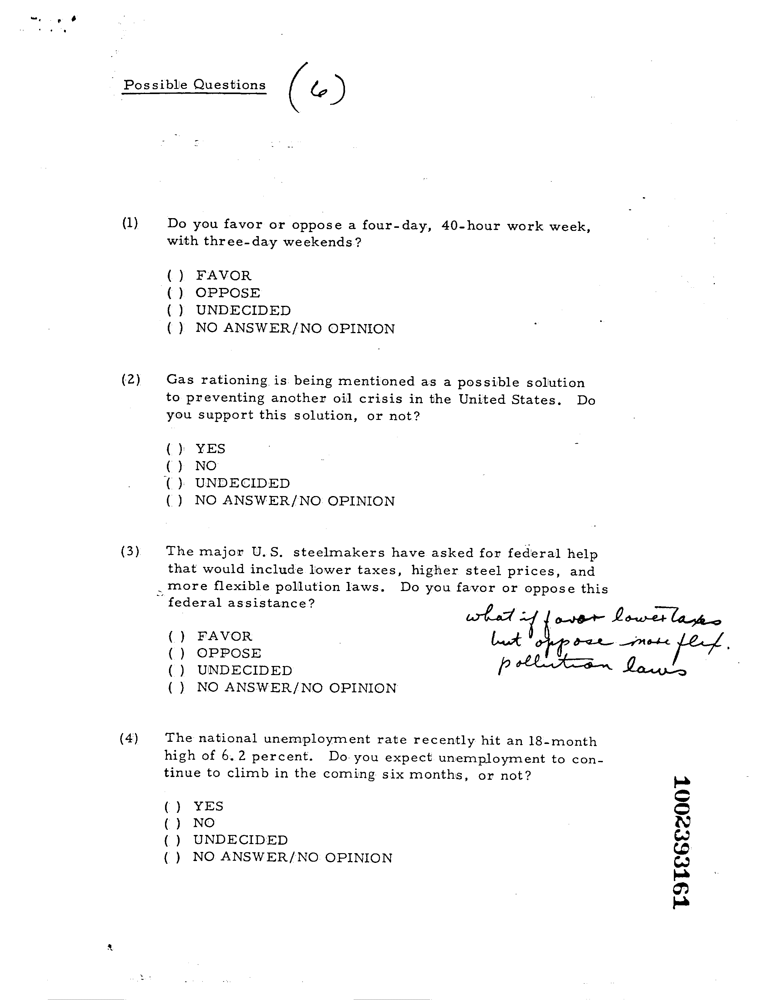 Possible Questions (6)
(1) Do you favor or oppose a four-day, 40-hour work week,
with three-day weekends?
( ) FAVOR
( ) OPPOSE
( ) UNDECIDED
( ) NO ANSWER/NO OPINION
(2) Gas rationing is being mentioned as a possible solution
to preventing another oil crisis in the United States. Do
you support this solution, or not?
( ) YES
( ) NO
( ) UNDECIDED
( ) NO ANSWER/NO OPINION
(3) The major U.S. steelmakers have asked for federal help
that would include lower taxes, higher steel prices, and
more flexible pollution laws. Do you favor or oppose this
federal assistance?
what if favor lower taxes
but oppose more flex.
pollution laws
( ) FAVOR
( ) OPPOSE
( ) UNDECIDED
( ) NO ANSWER/NO OPINION
(4) The national unemployment rate recently hit an 18-month
high of 6.2 percent. Do you expect unemployment to con-
tinue to climb in the coming six months, or not?
( ) YES
( ) NO
( ) UNDECIDED
( ) NO ANSWER/NO OPINION
1002393161